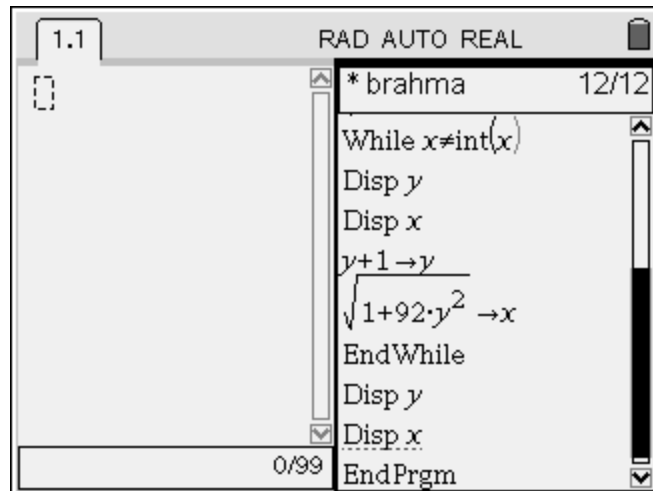 1.1 RAD AUTO REAL
* brahma 12/12
While x≠int(x)
Disp y
Disp x
y+1→y
√1+92·y² →x
EndWhile
Disp y
Disp x
EndPrgm
0/99